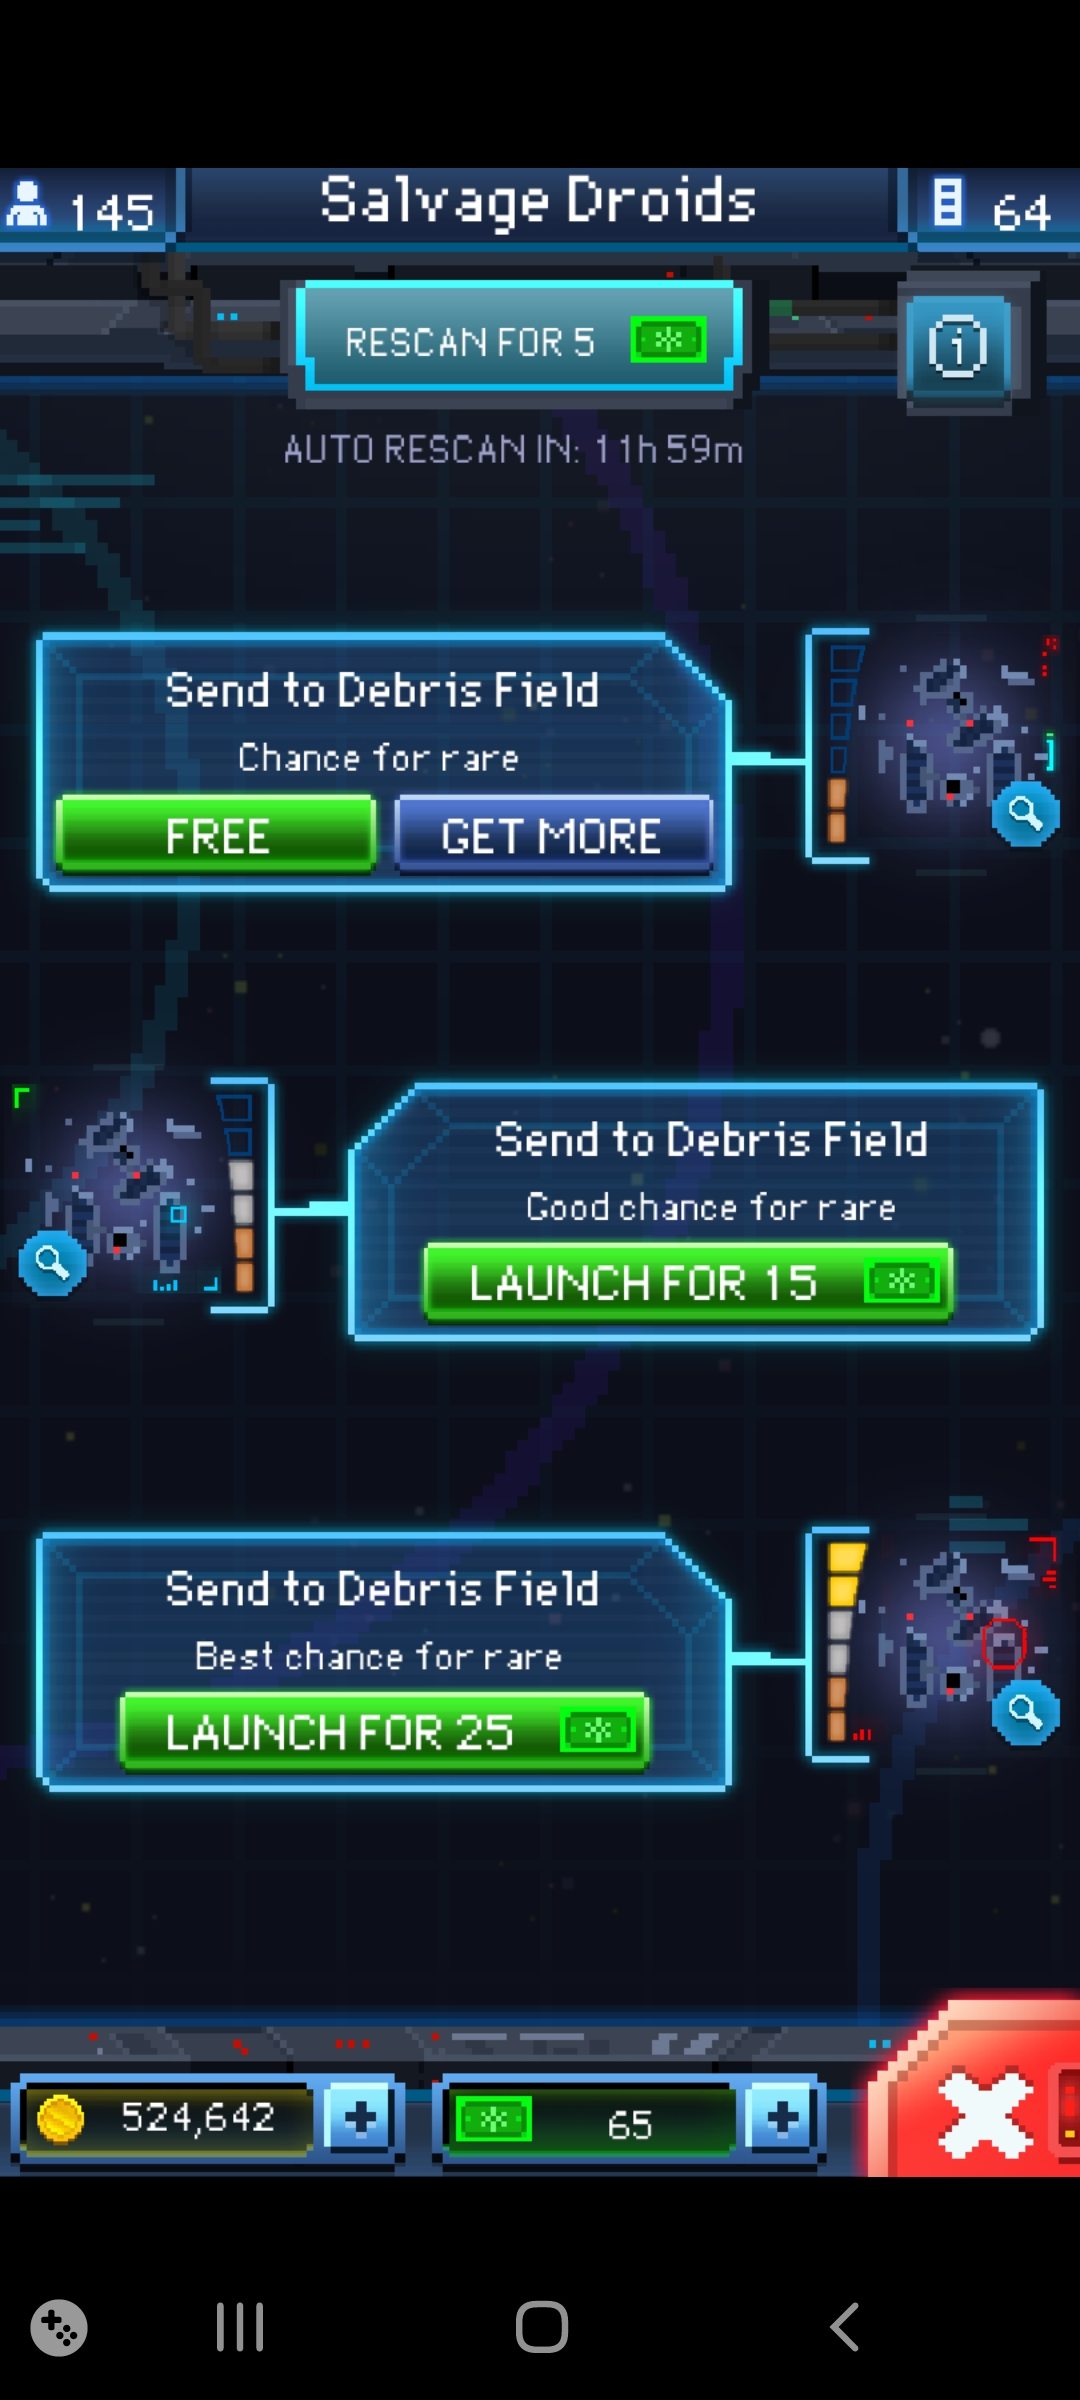 145
Salvage Droids
64
RESCAN FOR 5
i
AUTO RESCAN IN: 11h 59m
Send to Debris Field
Chance for rare
FREE
GET MORE
Send to Debris Field
Good chance for rare
LAUNCH FOR 15
Send to Debris Field
Best chance for rare
LAUNCH FOR 25
524,642
65